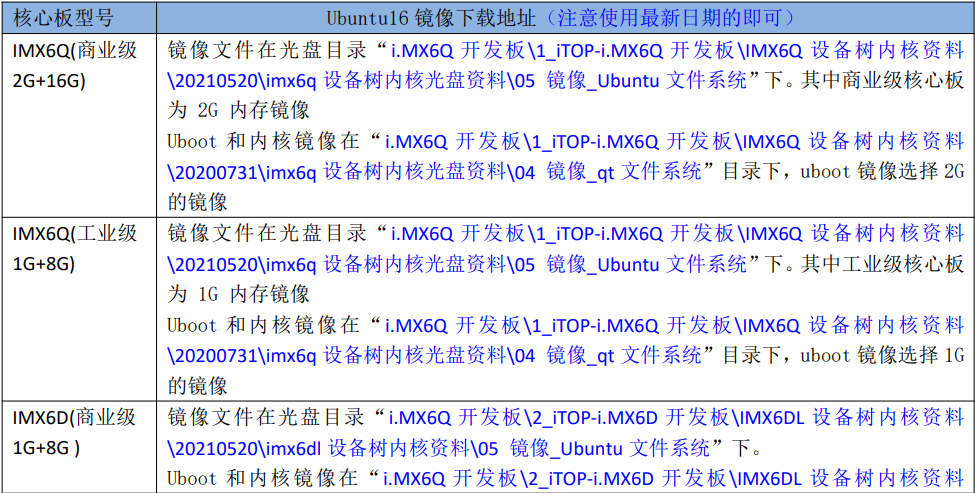 核心板型号
Ubuntu16 镜像下载地址（注意使用最新日期的即可）
IMX6Q(商业级
2G+16G)
镜像文件在光盘目录“i.MX6Q 开发板\1_iTOP-i.MX6Q 开发板\IMX6Q 设备树内核资料
\20210520\imx6q 设备树内核光盘资料\05 镜像_Ubuntu 文件系统”下。其中商业级核心板
为 2G 内存镜像
Uboot 和内核镜像在“i.MX6Q 开发板\1_iTOP-i.MX6Q 开发板\IMX6Q 设备树内核资料
\20200731\imx6q 设备树内核光盘资料\04 镜像_qt 文件系统”目录下，uboot 镜像选择 2G
的镜像
IMX6Q(工业级
1G+8G)
镜像文件在光盘目录“i.MX6Q 开发板\1_iTOP-i.MX6Q 开发板\IMX6Q 设备树内核资料
\20210520\imx6q 设备树内核光盘资料\05 镜像_Ubuntu 文件系统”下。其中工业级核心板
为 1G 内存镜像
Uboot 和内核镜像在“i.MX6Q 开发板\1_iTOP-i.MX6Q 开发板\IMX6Q 设备树内核资料
\20200731\imx6q 设备树内核光盘资料\04 镜像_qt 文件系统”目录下，uboot 镜像选择 1G
的镜像
IMX6D(商业级
1G+8G )
镜像文件在光盘目录“i.MX6Q 开发板\2_iTOP-i.MX6D 开发板\IMX6DL 设备树内核资料
\20210520\imx6dl 设备树内核资料\05 镜像_Ubuntu 文件系统”下。
Uboot 和内核镜像在“i.MX6Q 开发板\2_iTOP-i.MX6D 开发板\IMX6DL 设备树内核资料